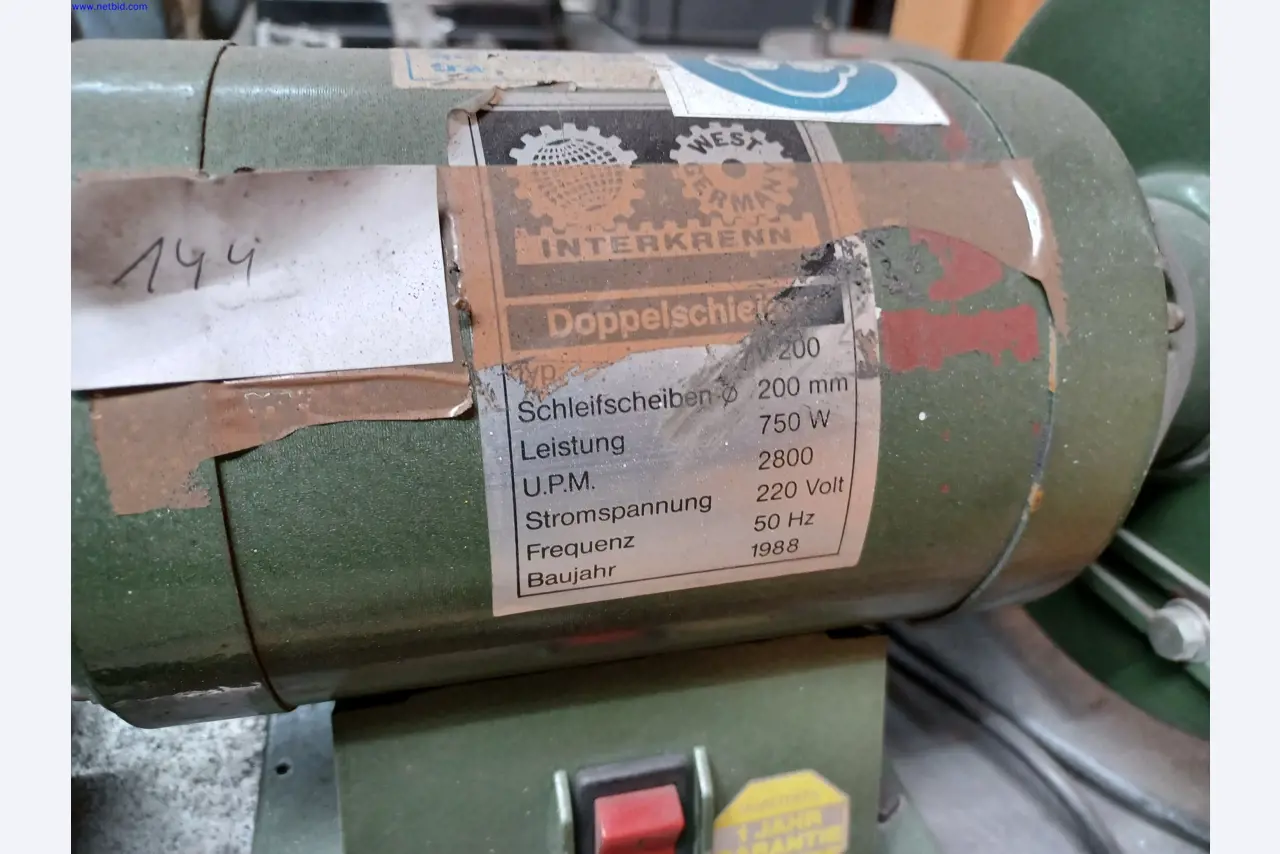 www.netbid.com
WEST
GERMANY
INTERKRENN
144
Typ
200
Schleifscheiben Ø 200 mm
Leistung 750 W
U.P.M. 2800
Stromspannung 220 Volt
Frequenz 50 Hz
Baujahr 1988
1 JAHR
GARANTIE